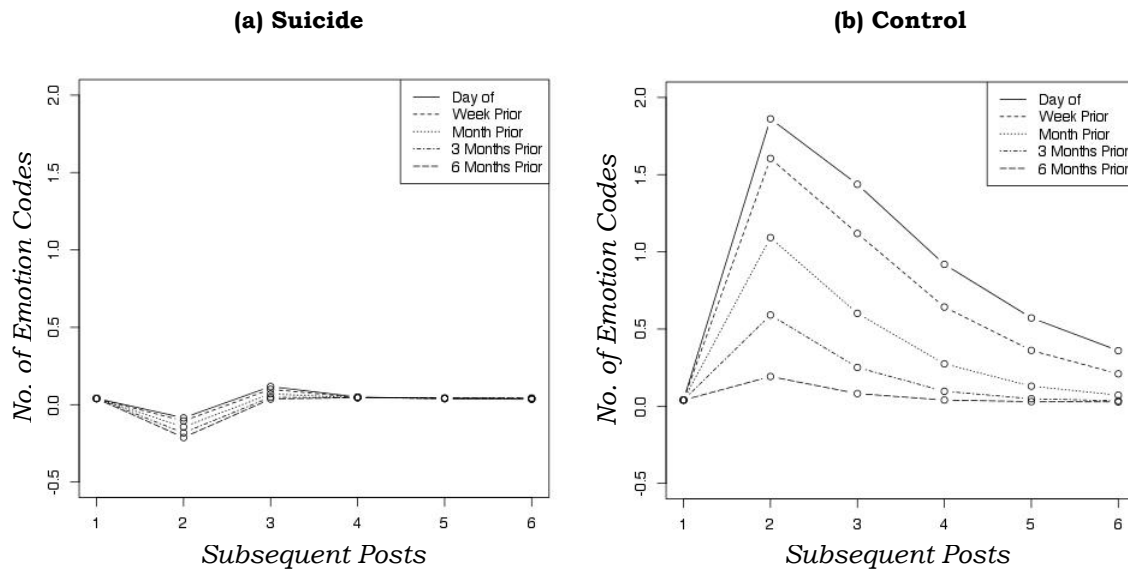 (a) Suicide
No. of Emotion Codes
2.0
1.5
1.0
0.5
0.0
-0.5
Day of
Week Prior
Month Prior
3 Months Prior
6 Months Prior
1 2 3 4 5 6
Subsequent Posts
(b) Control
No. of Emotion Codes
2.0
1.5
1.0
0.5
0.0
-0.5
Day of
Week Prior
Month Prior
3 Months Prior
6 Months Prior
1 2 3 4 5 6
Subsequent Posts